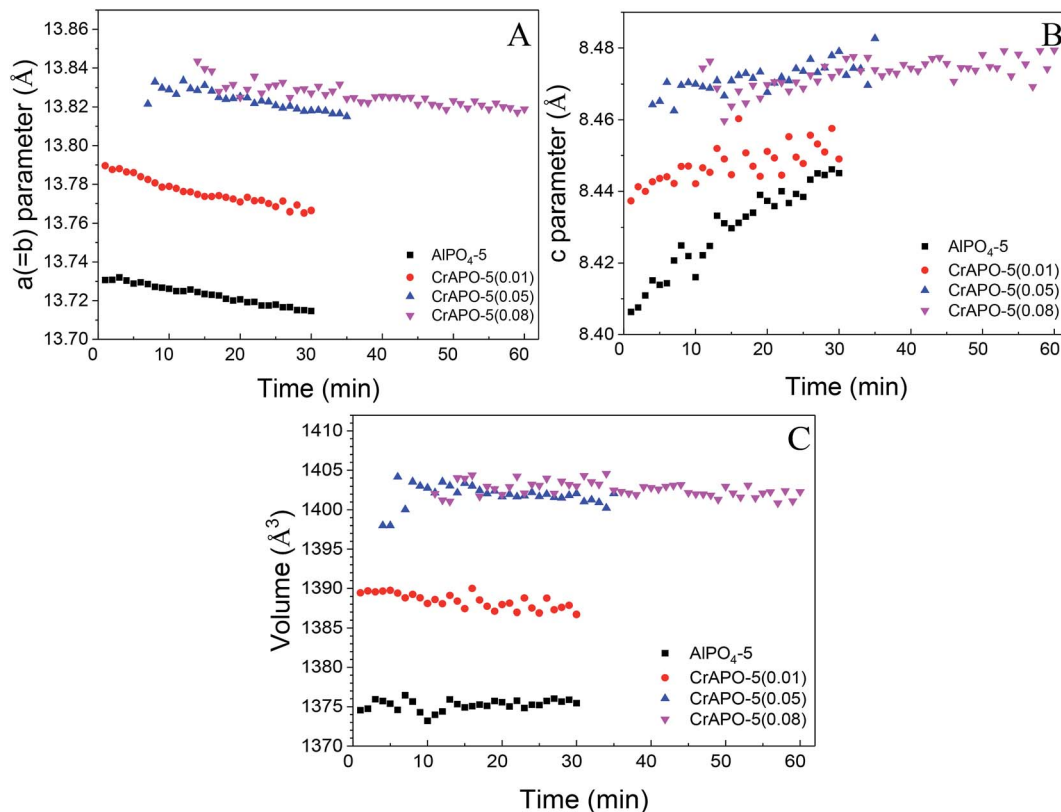 A
a(=b) parameter (Å)
13.86
13.84
13.82
13.80
13.78
13.76
13.74
13.72
13.70
AlPO₄-5
CrAPO-5(0.01)
CrAPO-5(0.05)
CrAPO-5(0.08)
0 10 20 30 40 50 60
Time (min)
B
c parameter (Å)
8.48
8.46
8.44
8.42
8.40
AlPO₄-5
CrAPO-5(0.01)
CrAPO-5(0.05)
CrAPO-5(0.08)
0 10 20 30 40 50 60
Time (min)
C
Volume (Å³)
1410
1405
1400
1395
1390
1385
1380
1375
1370
AlPO₄-5
CrAPO-5(0.01)
CrAPO-5(0.05)
CrAPO-5(0.08)
0 10 20 30 40 50 60
Time (min)